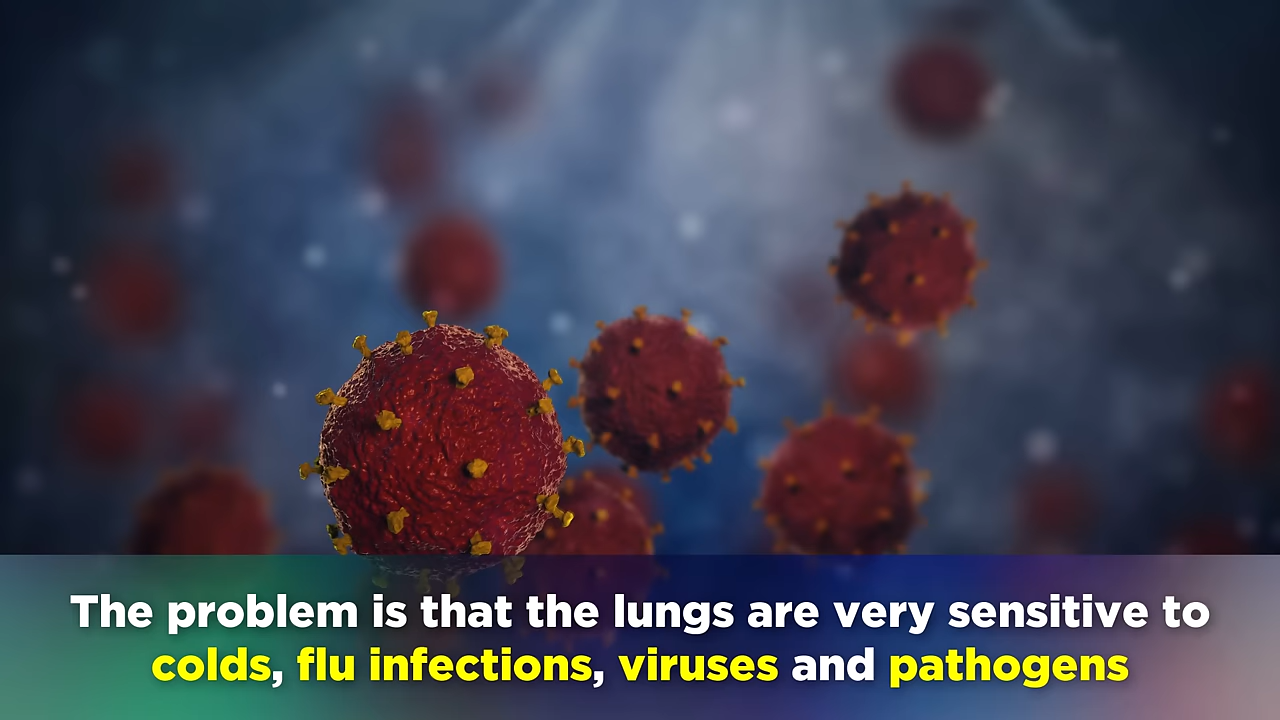 The problem is that the lungs are very sensitive to
colds, flu infections, viruses and pathogens